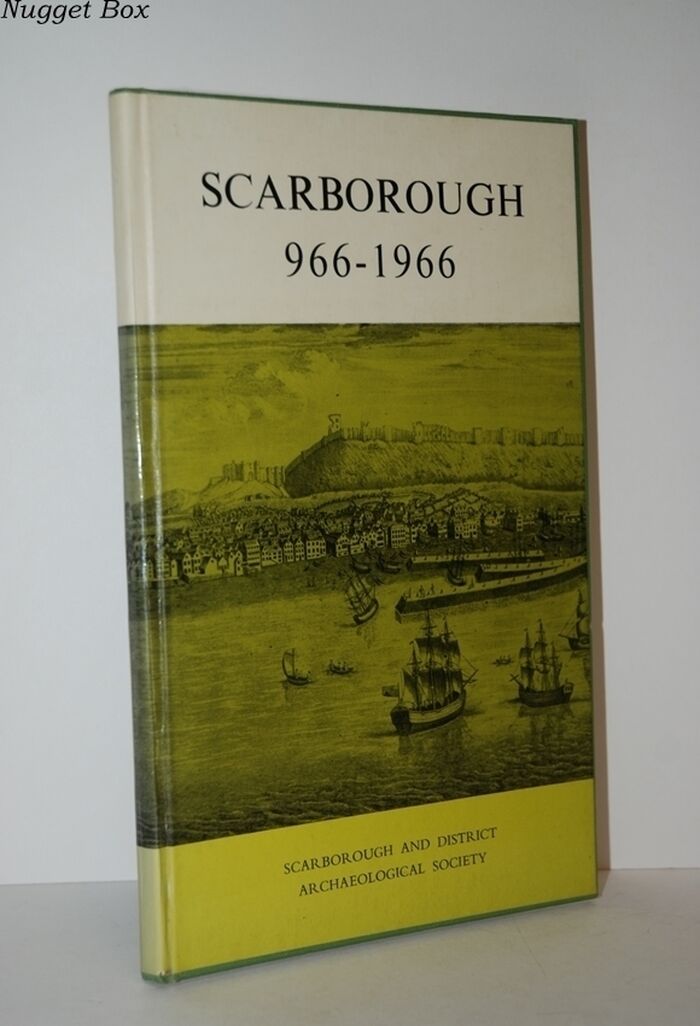 Nugget Box
SCARBOROUGH
966-1966
SCARBOROUGH AND DISTRICT
ARCHAEOLOGICAL SOCIETY